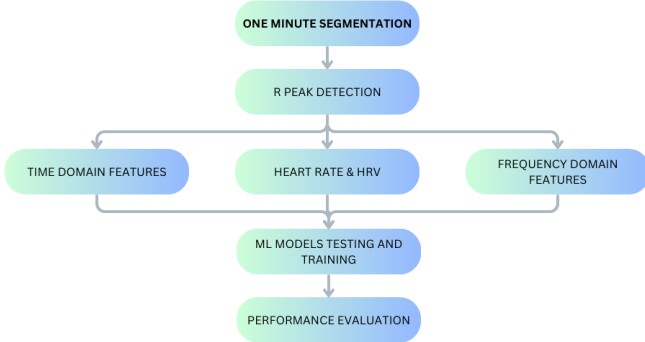 ONE MINUTE SEGMENTATION
R PEAK DETECTION
TIME DOMAIN FEATURES
HEART RATE & HRV
FREQUENCY DOMAIN
FEATURES
ML MODELS TESTING AND
TRAINING
PERFORMANCE EVALUATION